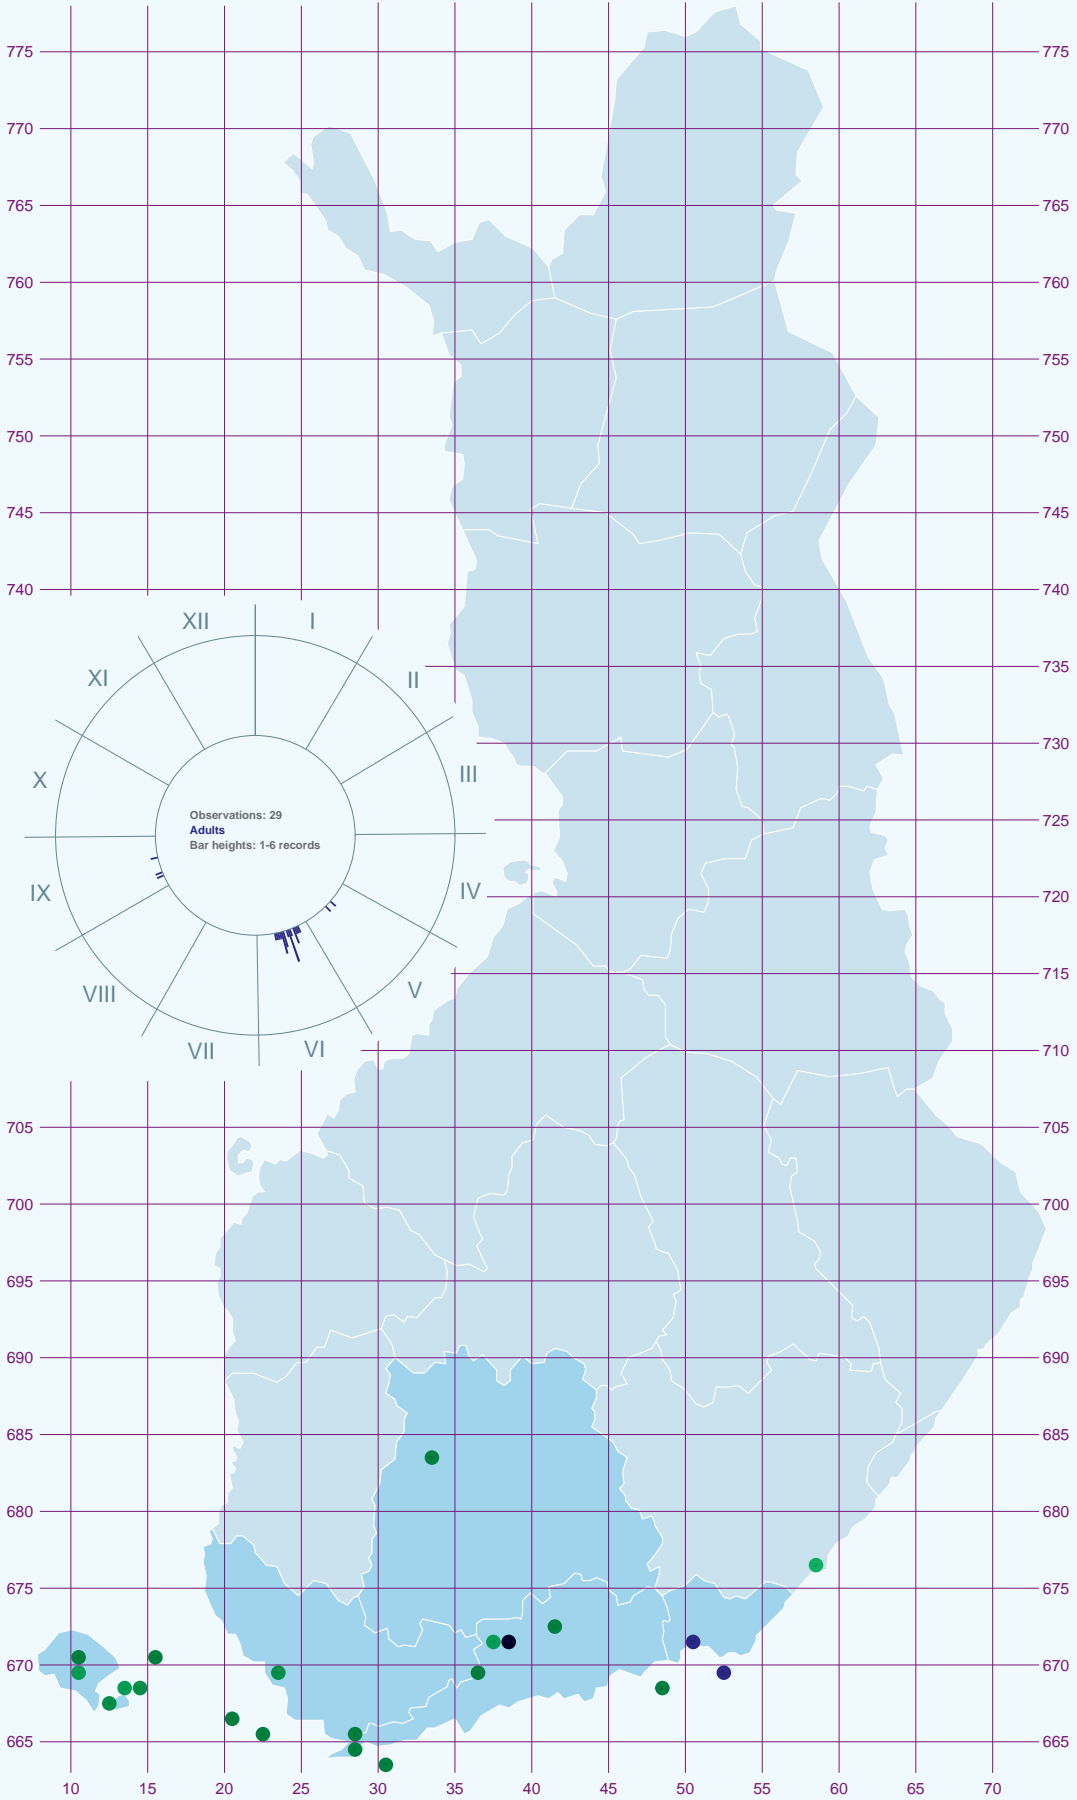 775 775
770 770
765 765
760 760
755 755
750 750
745 745
740 740
XII I
735
XI II
730
X III
Observations: 29
Adults
Bar heights: 1-6 records
725
IX IV
720
VIII V
715
VII VI
710
705 705
700 700
695 695
690 690
685 685
680 680
675 675
670 670
665 665
10 15 20 25 30 35 40 45 50 55 60 65 70